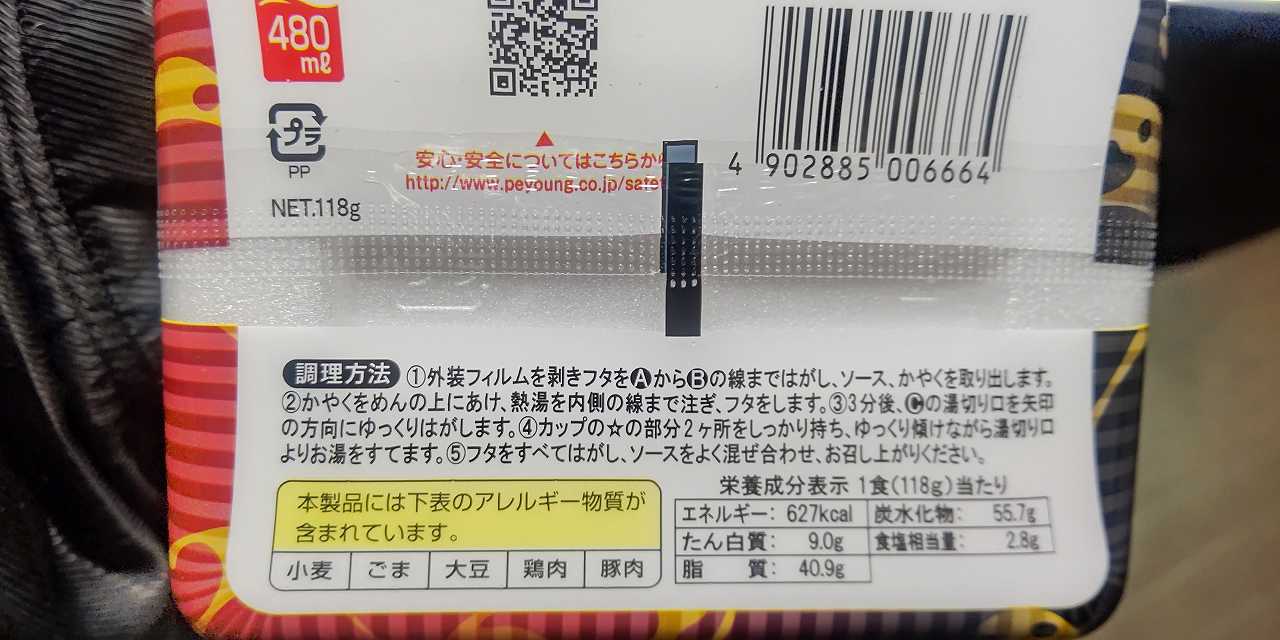 480
mℓ
プラ
PP
NET.118g
安心・安全についてはこちらから
http://www.peyoung.co.jp/safet
4 902885 006664
調理方法 ①外装フィルムを剥きフタをⒶからⒷの線まではがし、ソース、かやくを取り出します。
②かやくをめんの上にあけ、熱湯を内側の線まで注ぎ、フタをします。③3分後、Ⓒの湯切り口を矢印
の方向にゆっくりはがします。④カップの☆の部分2ヶ所をしっかり持ち、ゆっくり傾けながら湯切り口
よりお湯をすてます。⑤フタをすべてはがし、ソースをよく混ぜ合わせ、お召し上がりください。
本製品には下表のアレルギー物質が
含まれています。
小麦 ごま 大豆 鶏肉 豚肉
栄養成分表示 1食(118g)当たり
エネルギー: 627kcal 炭水化物: 55.7g
たん白質: 9.0g 食塩相当量: 2.8g
脂 質: 40.9g